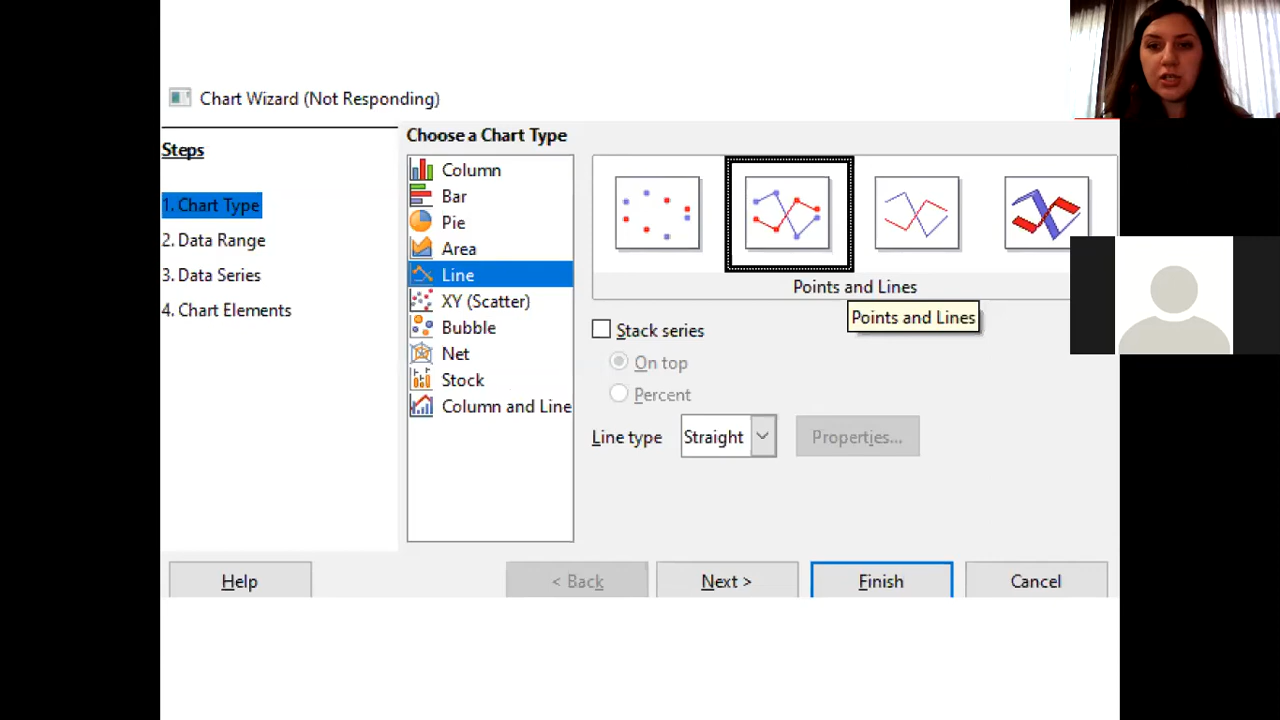 Chart Wizard (Not Responding)
Steps
1. Chart Type
2. Data Range
3. Data Series
4. Chart Elements
Choose a Chart Type
Column
Bar
Pie
Area
Line
XY (Scatter)
Bubble
Net
Stock
Column and Line
Points and Lines
Points and Lines
Stack series
On top
Percent
Line type Straight Properties...
Help < Back Next > Finish Cancel